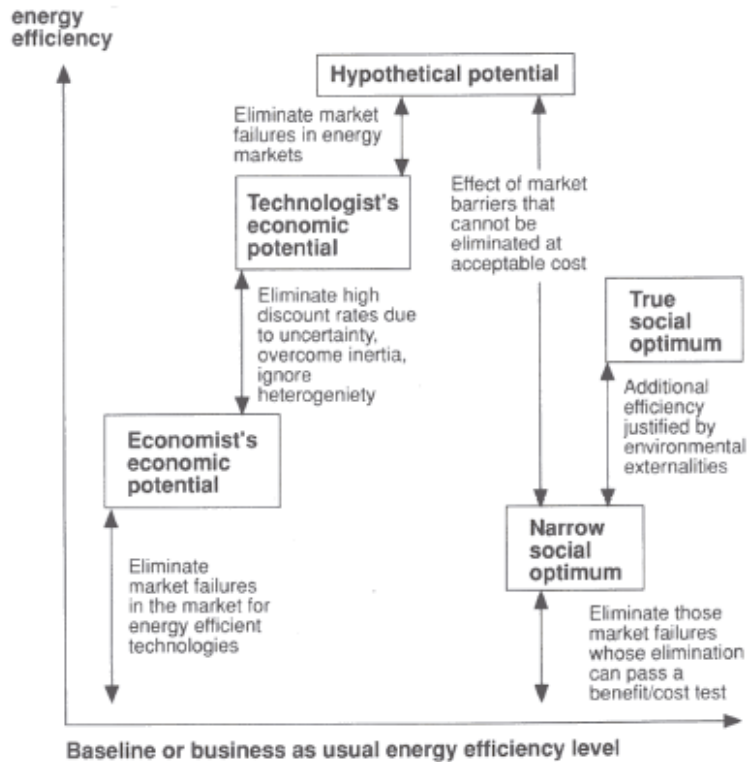 energy
efficiency
Hypothetical potential
Eliminate market
failures in energy
markets
Technologist's
economic
potential
Effect of market
barriers that
cannot be
eliminated at
acceptable cost
Eliminate high
discount rates due
to uncertainty,
overcome inertia,
ignore
heterogeniety
True
social
optimum
Additional
efficiency
justified by
environmental
externalities
Economist's
economic
potential
Narrow
social
optimum
Eliminate
market failures
in the market for
energy efficient
technologies
Eliminate those
market failures
whose elimination
can pass a
benefit/cost test
Baseline or business as usual energy efficiency level